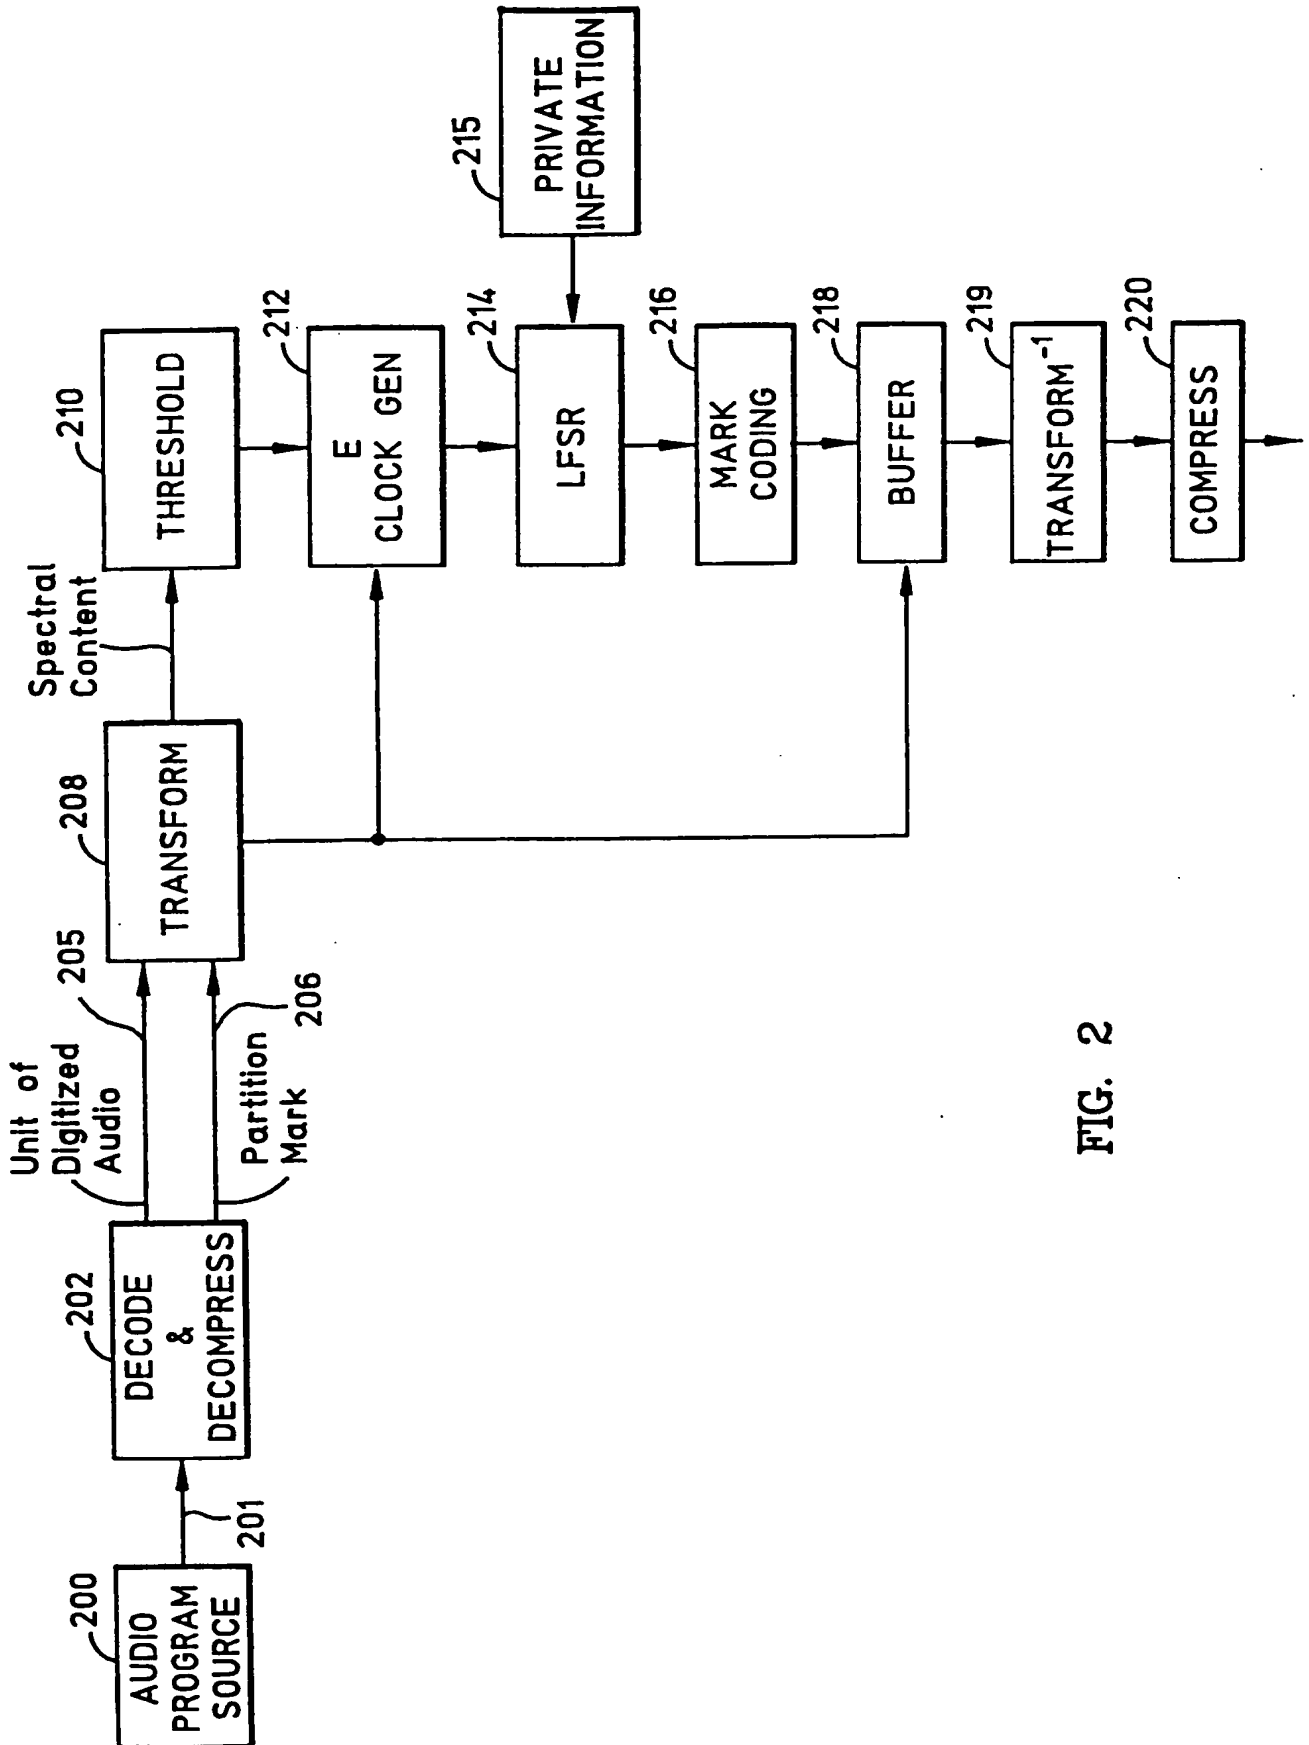 200
AUDIO
PROGRAM
SOURCE
201
202
DECODE
&
DECOMPRESS
Unit of
Digitized
Audio
205
Partition
Mark
206
208
TRANSFORM
Spectral
Content
210
THRESHOLD
212
E
CLOCK GEN
214
LFSR
215
PRIVATE
INFORMATION
216
MARK
CODING
218
BUFFER
219
TRANSFORM⁻¹
220
COMPRESS
FIG. 2